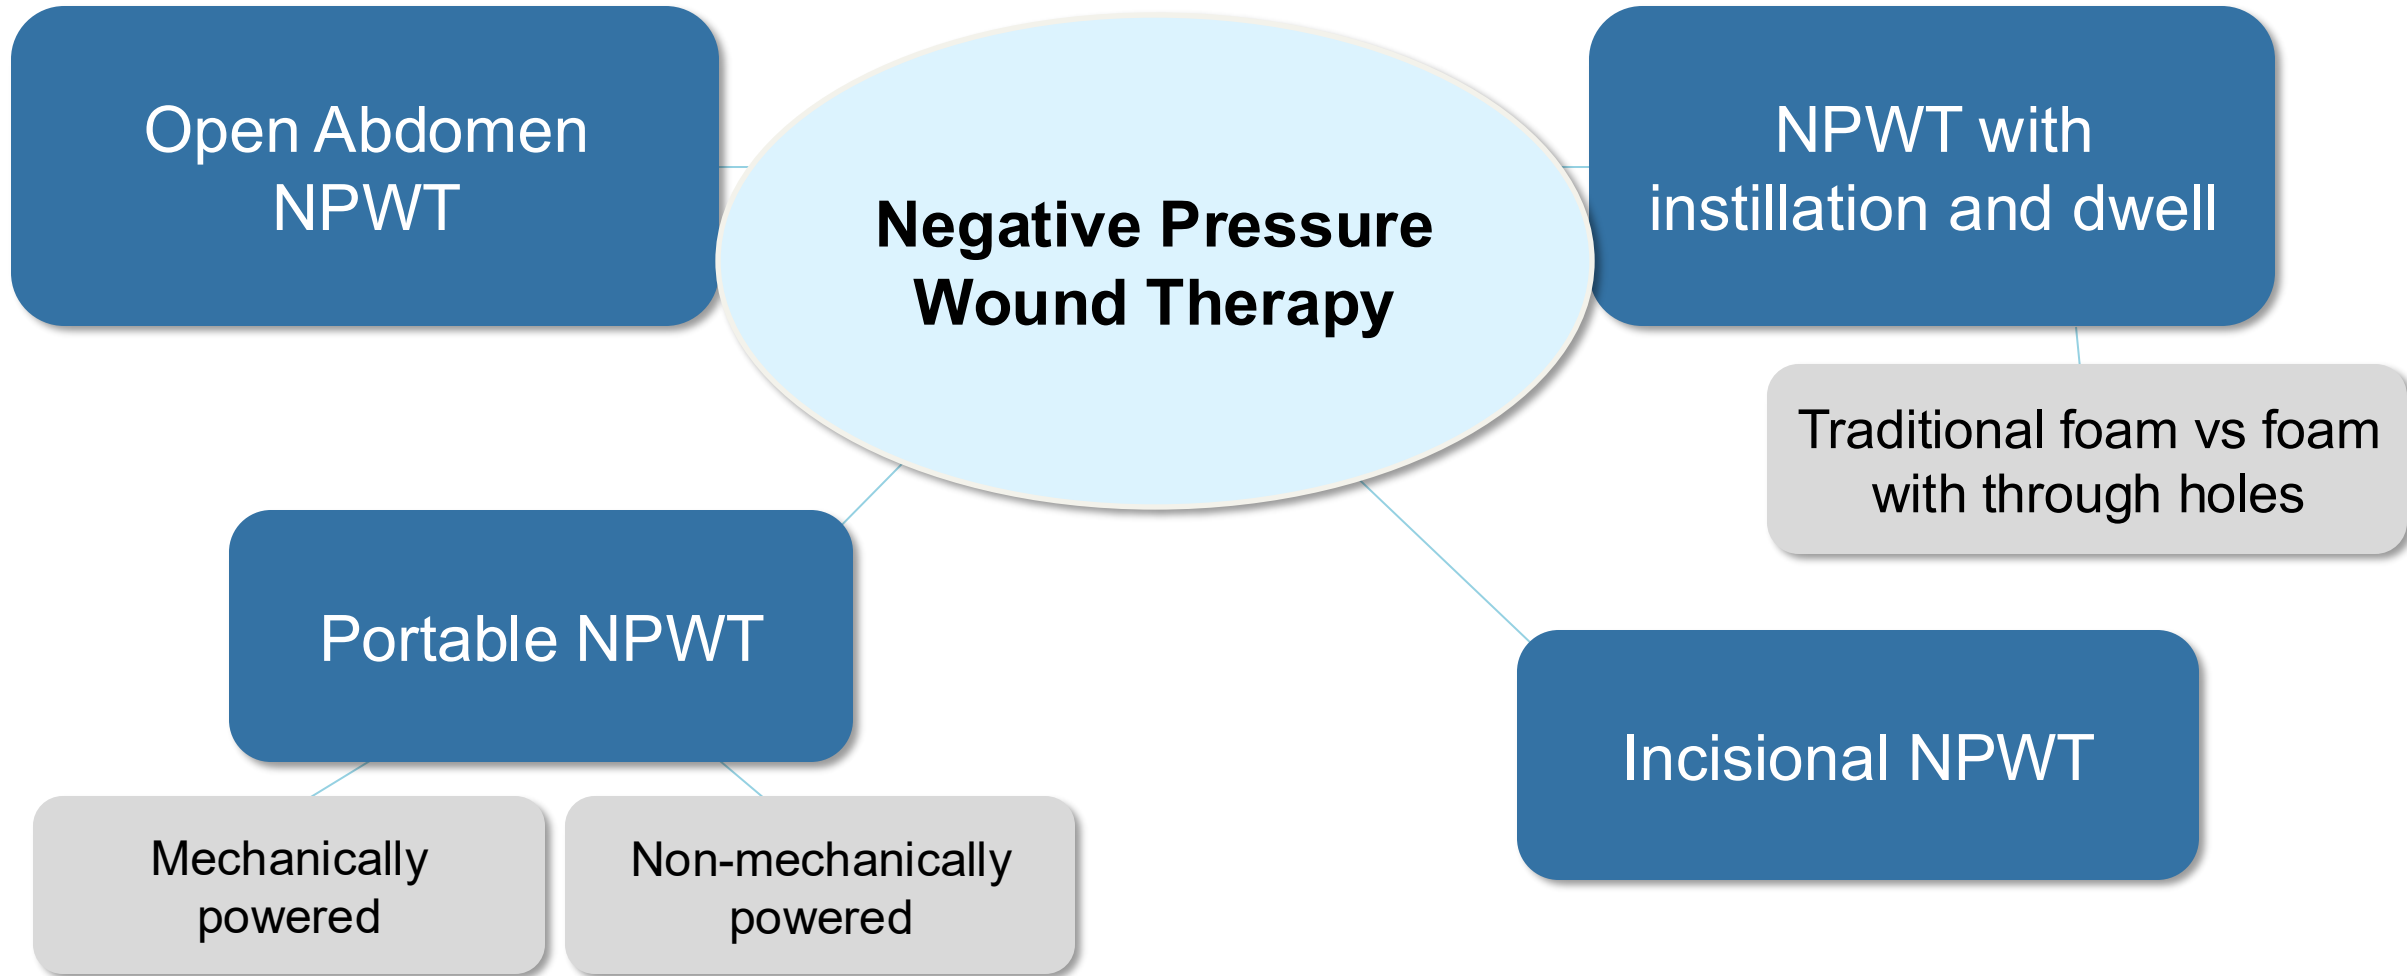 Open Abdomen
NPWT
Negative Pressure
Wound Therapy
NPWT with
instillation and dwell
Traditional foam vs foam
with through holes
Portable NPWT
Mechanically
powered
Non-mechanically
powered
Incisional NPWT